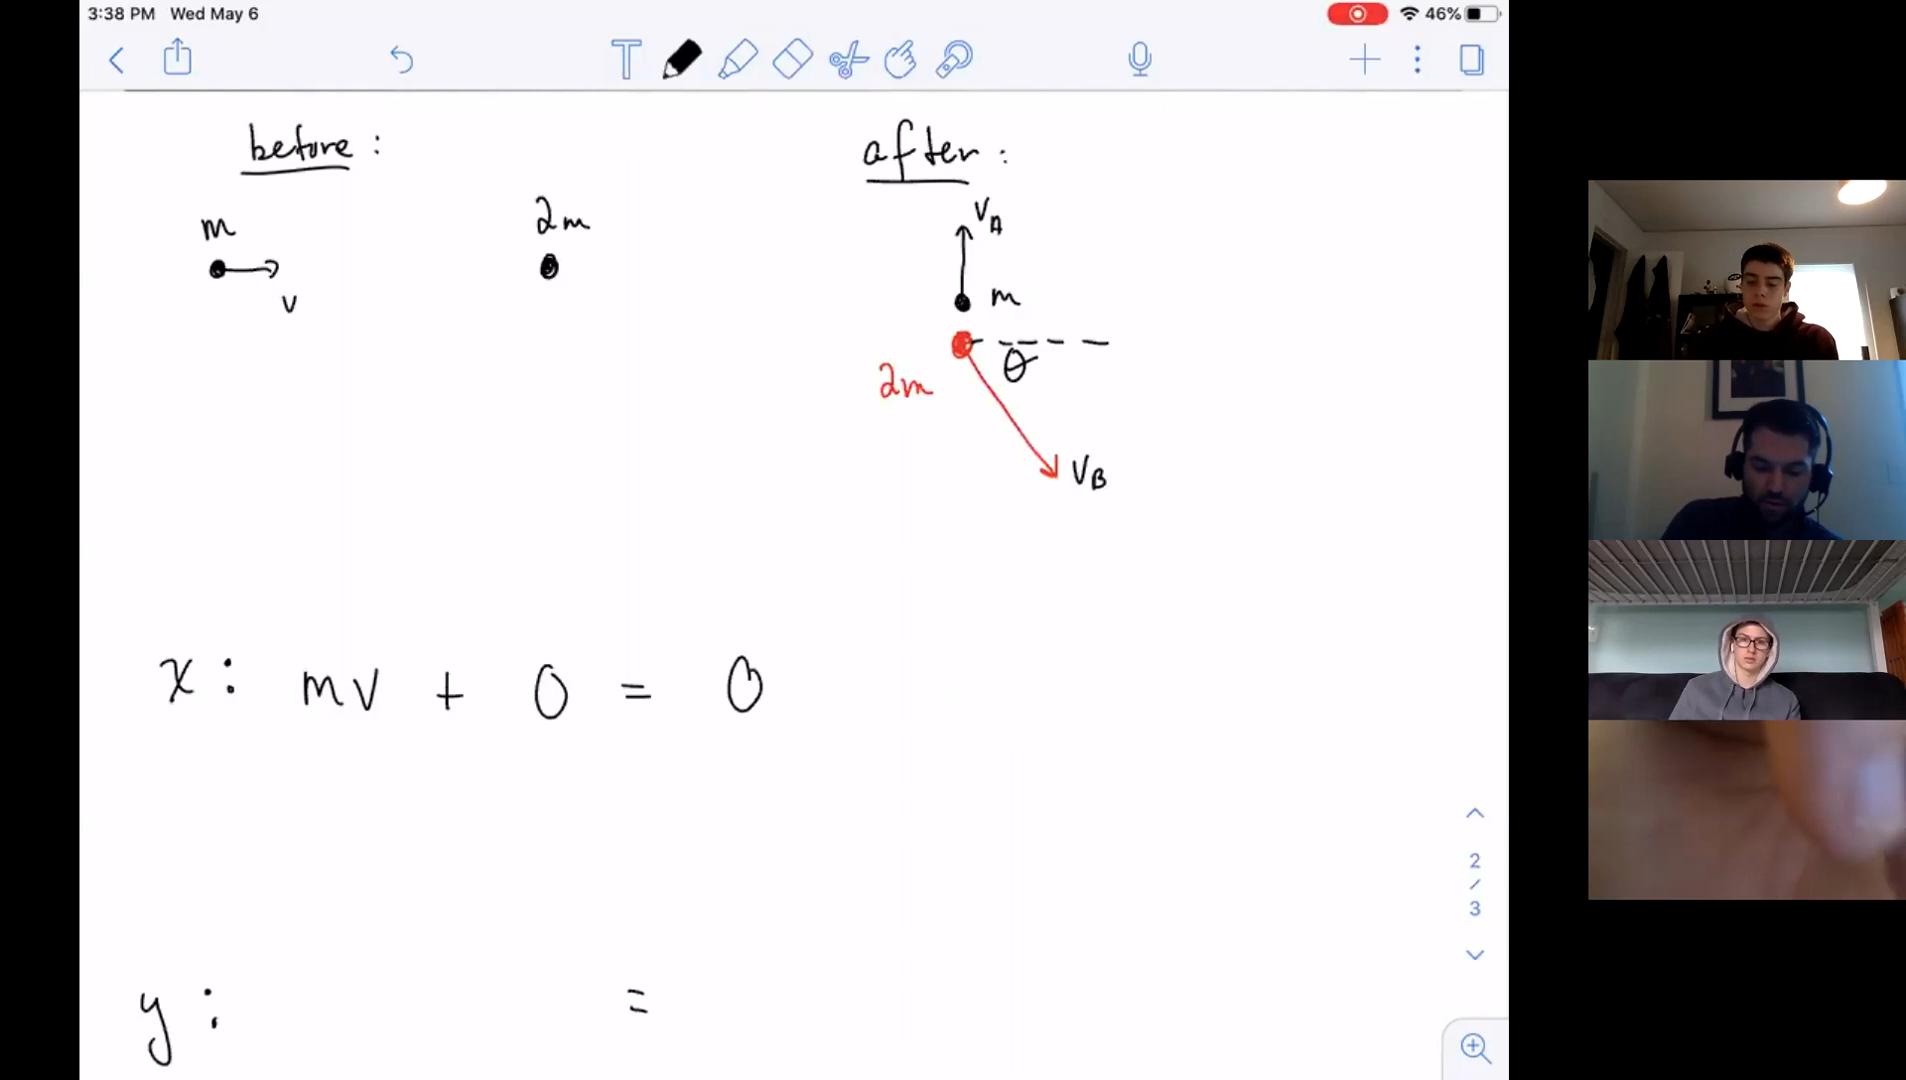 3:38 PM Wed May 6
46%
T
before :
after :
m
2m
v
V_A
m
θ
2m
V_B
x : mv + 0 = 0
2
/
3
y : =